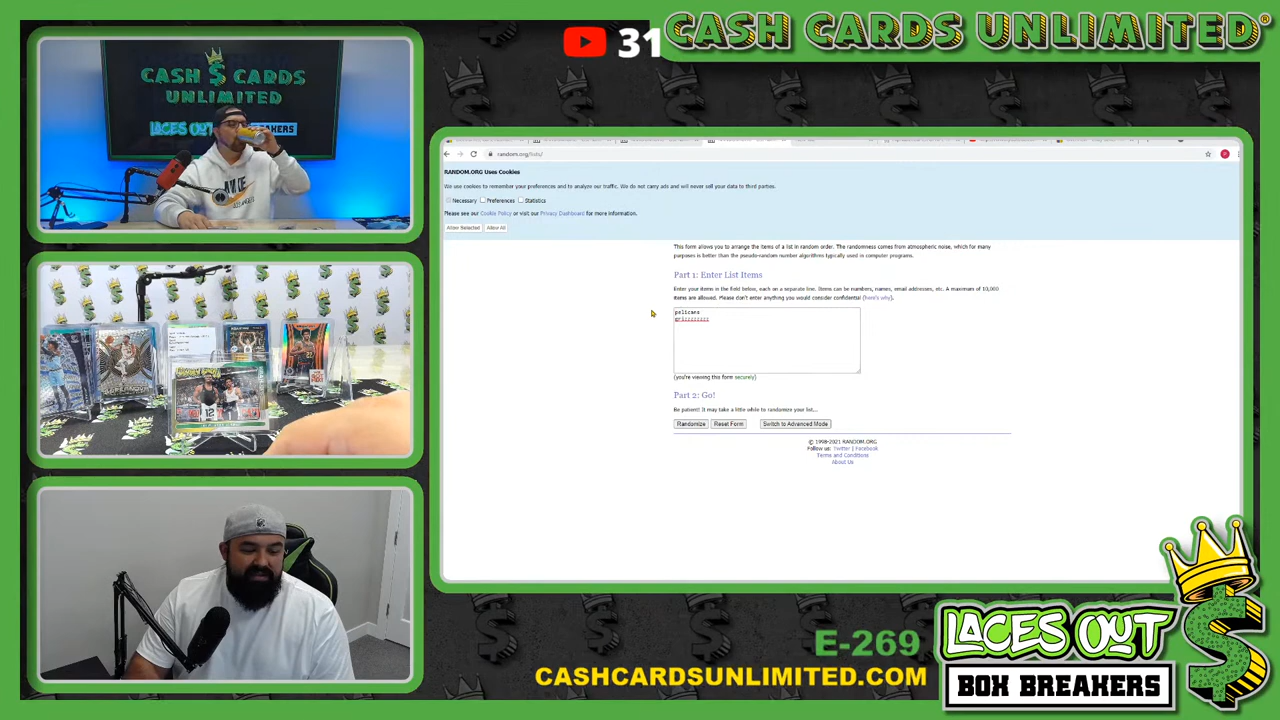 CASH CARDS UNLIMITED®
31
CASH $ CARDS
UNLIMITED
LACES OUT
random.org/lists/
RANDOM.ORG Uses Cookies
We use cookies to remember your preferences and to analyze our traffic. We do not carry ads and will never sell your data to third parties.
Necessary Preferences Statistics
Please see our Cookie Policy or visit our Privacy Dashboard for more information.
Allow Selected Allow All
This form allows you to arrange the items of a list in random order. The randomness comes from atmospheric noise, which for many
purposes is better than the pseudo-random number algorithms typically used in computer programs.
Part 1: Enter List Items
Enter your items in the field below, each on a separate line. Items can be numbers, names, email addresses, etc. A maximum of 10,000
items are allowed. Please don't enter anything you would consider confidential (here's why).
pelicans
(you're viewing this form securely)
Part 2: Go!
Be patient! It may take a little while to randomize your list...
Randomize Reset Form Switch to Advanced Mode
© 1998-2021 RANDOM.ORG
Follow us: Twitter | Facebook
Terms and Conditions
About Us
E-269
CASHCARDSUNLIMITED.COM
LACES OUT
BOX BREAKERS